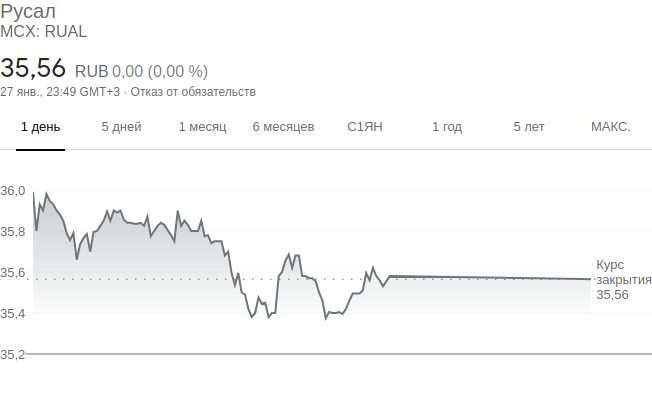 Русал
MCX: RUAL
35,56 RUB 0,00 (0,00 %)
27 янв., 23:49 GMT+3 · Отказ от обязательств
1 день 5 дней 1 месяц 6 месяцев С1ЯН 1 год 5 лет МАКС.
36,0
35,8
35,6
35,4
35,2
Курс
закрытия
35,56